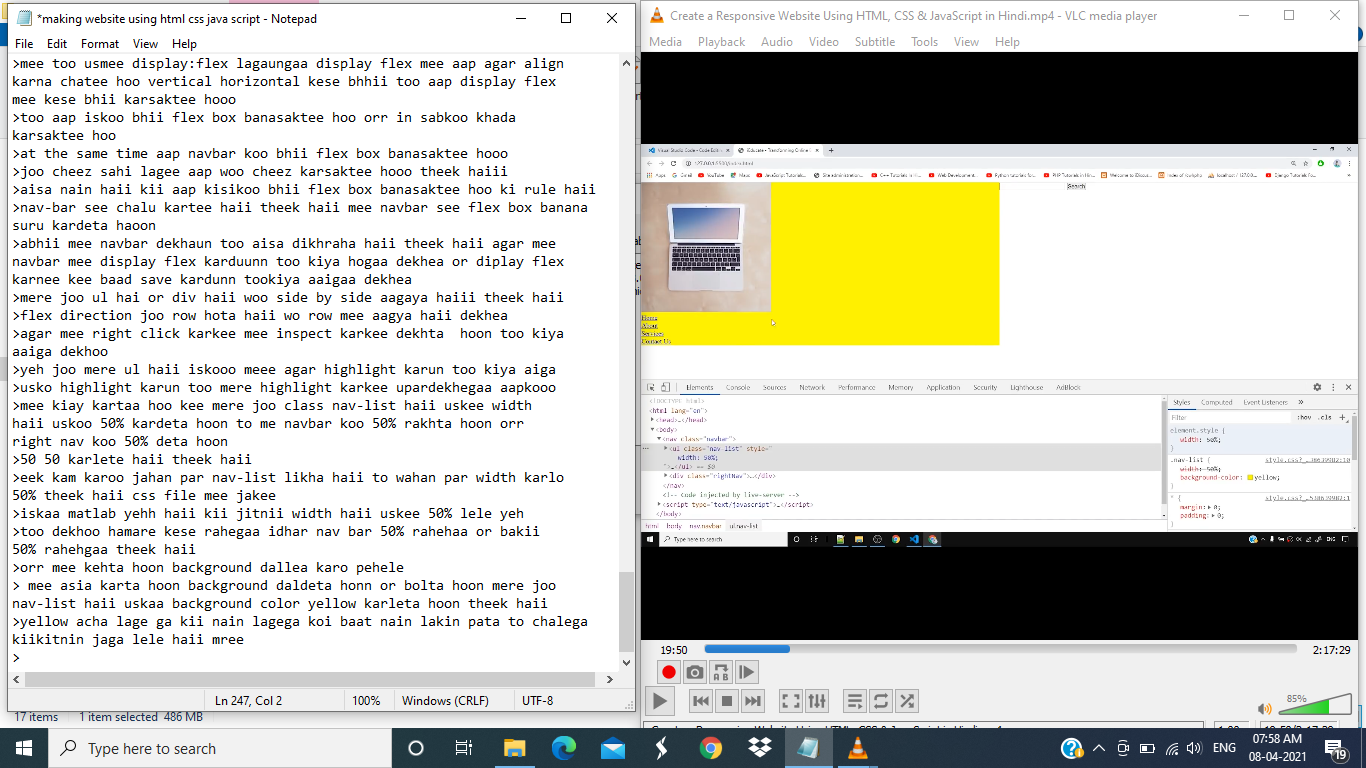 *making website using html css java script - Notepad
File Edit Format View Help
>mee too usmee display:flex lagaungaa display flex mee aap agar align
karna chatee hoo vertical horizontal kese bhhii too aap display flex
mee kese bhii karsaktee hooo
>too aap iskoo bhii flex box banasaktee hoo orr in sabkoo khada
karsaktee hoo
>at the same time aap navbar koo bhii flex box banasaktee hooo
>joo cheez sahi lagee aap woo cheez karsaktee hooo theek haiii
>aisa nain haii kii aap kisikoo bhii flex box banasaktee hoo ki rule haii
>nav-bar see chalu kartee haii theek haii mee navbar see flex box banana
suru kardeta haoon
>abhii mee navbar dekhaun too aisa dikhraha haii theek haii agar mee
navbar mee display flex karduunn too kiya hogaa dekhea or diplay flex
karnee kee baad save kardunn tookiya aaigaa dekhea
>mere joo ul hai or div haii woo side by side aagaya haiii theek haii
>flex direction joo row hota haii wo row mee aagya haii dekhea
>agar mee right click karkee mee inspect karkee dekhta  hoon too kiya
aaiga dekhoo
>yeh joo mere ul haii iskooo meee agar highlight karun too kiya aiga
>usko highlight karun too mere highlight karkee upardekhegaa aapkooo
>mee kiay kartaa hoo kee mere joo class nav-list haii uskee width
haii uskoo 50% kardeta hoon to me navbar koo 50% rakhta hoon orr
right nav koo 50% deta hoon
>50 50 karlete haii theek haii
>eek kam karoo jahan par nav-list likha haii to wahan par width karlo
50% theek haii css file mee jakee
>iskaa matlab yehh haii kii jitnii width haii uskee 50% lele yeh
>too dekhoo hamare kese rahegaa idhar nav bar 50% rahehaa or bakii
50% rahehgaa theek haii
>orr mee kehta hoon background dallea karo pehele
> mee asia karta hoon background daldeta honn or bolta hoon mere joo
nav-list haii uskaa background color yellow karleta hoon theek haii
>yellow acha lage ga kii nain lagega koi baat nain lakin pata to chalega
kiikitnin jaga lele haii mree
>
Ln 247, Col 2 100% Windows (CRLF) UTF-8
17 items 1 item selected 486 MB
Create a Responsive Website Using HTML, CSS & JavaScript in Hindi.mp4 - VLC media player
Media Playback Audio Video Subtitle Tools View Help
Search
Home
About
Services
Contact Us
Elements Console Sources Network Performance Memory Application Security Lighthouse AdBlock
<!DOCTYPE html>
<html lang="en">
<head>…</head>
<body>
<nav class="navbar">
<ul class="nav-list" style="
width: 50%;
">…</ul> == $0
<div class="rightNav">…</div>
</nav>
<!-- Code injected by live-server -->
<script type="text/javascript">…</script>
</body>
html body nav.navbar ul.nav-list
Styles Computed Event Listeners »
Filter :hov .cls +
element.style {
width: 50%;
}
.nav-list {
width: 50%;
background-color: yellow;
}
* {
margin: 0;
padding: 0;
}
Type here to search
ENG
19:50 2:17:29
85%
Type here to search
ENG 07:58 AM
08-04-2021
19